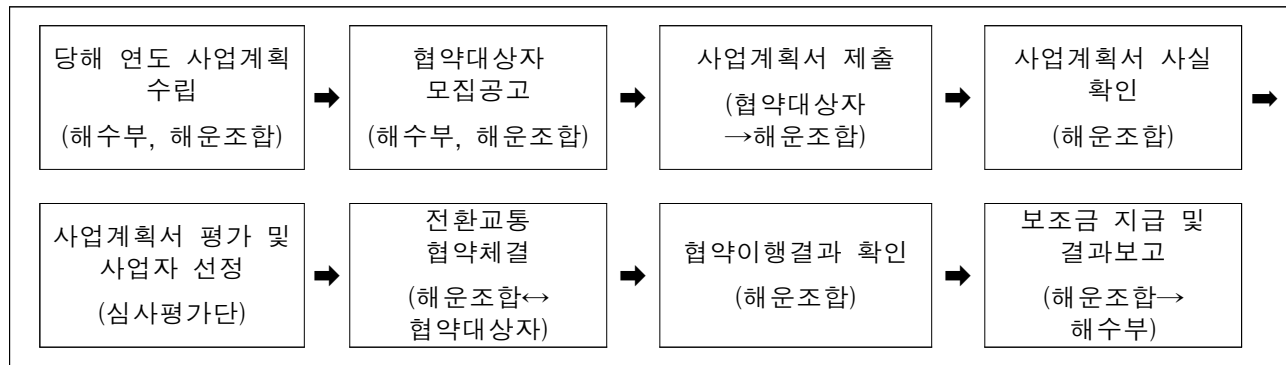 당해 연도 사업계획
수립
(해수부, 해운조합)
➡
협약대상자
모집공고
(해수부, 해운조합)
➡
사업계획서 제출
(협약대상자
→해운조합)
➡
사업계획서 사실
확인
(해운조합)
➡
사업계획서 평가 및
사업자 선정
(심사평가단)
➡
전환교통
협약체결
(해운조합↔
협약대상자)
➡
협약이행결과 확인
(해운조합)
➡
보조금 지급 및
결과보고
(해운조합→
해수부)